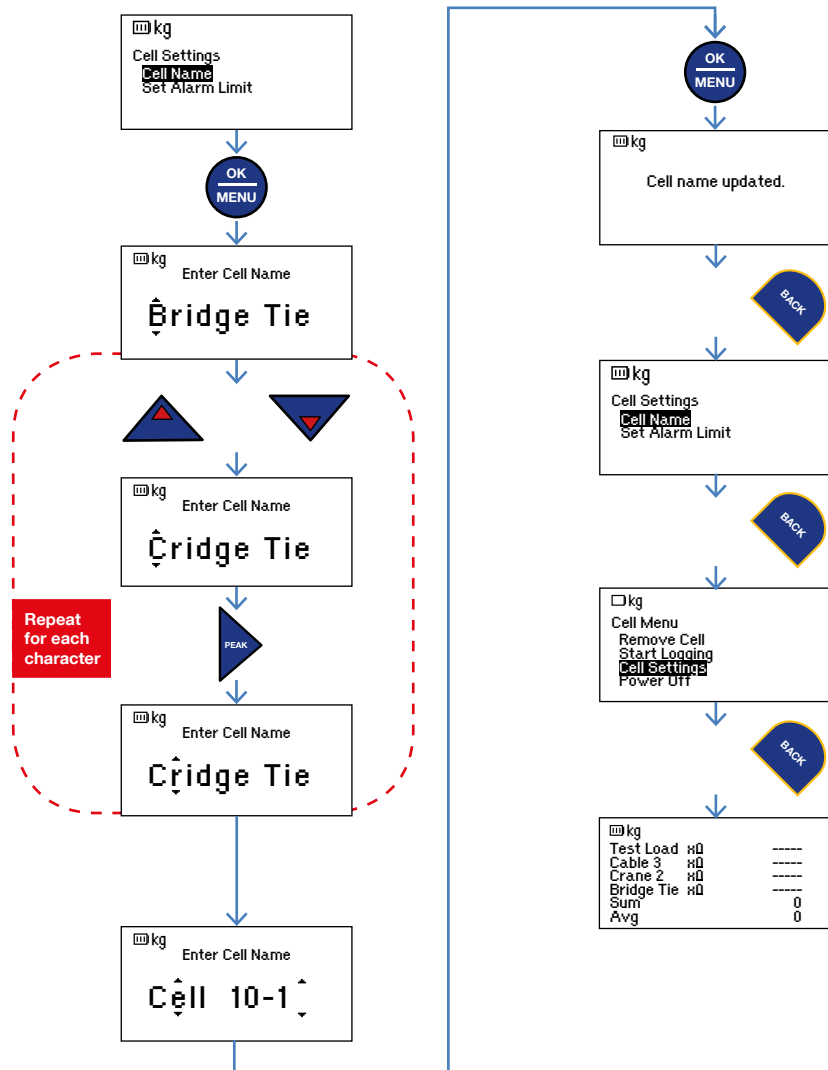 kg
Cell Settings
Cell Name
Set Alarm Limit
OK
MENU
kg
Enter Cell Name
Bridge Tie
kg
Enter Cell Name
Cridge Tie
Repeat
for each
character
PEAK
kg
Enter Cell Name
Cridge Tie
kg
Enter Cell Name
Cell 10-1
OK
MENU
kg
Cell name updated.
BACK
kg
Cell Settings
Cell Name
Set Alarm Limit
BACK
kg
Cell Menu
Remove Cell
Start Logging
Cell Settings
Power Off
BACK
kg
Test Load xΩ -----
Cable 3 xΩ -----
Crane 2 xΩ -----
Bridge Tie xΩ -----
Sum 0
Avg 0